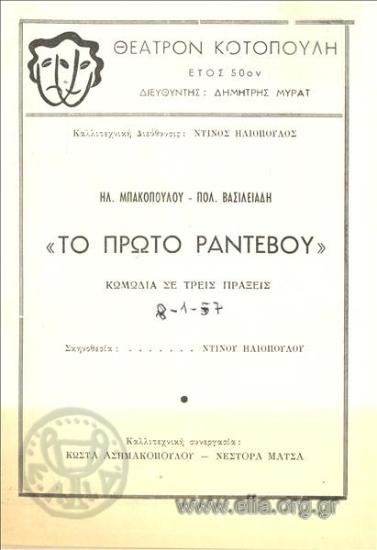 ΘΕΑΤΡΟΝ ΚΟΤΟΠΟΥΛΗ
ΕΤΟΣ 50ον
ΔΙΕΥΘΥΝΤΗΣ : ΔΗΜΗΤΡΗΣ ΜΥΡΑΤ
Καλλιτεχνική Διεύθυνσις: ΝΤΙΝΟΣ ΗΛΙΟΠΟΥΛΟΣ
ΗΛ. ΜΠΑΚΟΠΟΥΛΟΥ - ΠΟΛ. ΒΑΣΙΛΕΙΑΔΗ
«ΤΟ ΠΡΩΤΟ ΡΑΝΤΕΒΟΥ»
ΚΩΜΩΔΙΑ ΣΕ ΤΡΕΙΣ ΠΡΑΞΕΙΣ
8-1-57
Σκηνοθεσία : . . . . . . . ΝΤΙΝΟΥ ΗΛΙΟΠΟΥΛΟΥ
Καλλιτεχνική συνεργασία:
ΚΩΣΤΑ ΑΣΗΜΑΚΟΠΟΥΛΟΥ — ΝΕΣΤΟΡΑ ΜΑΤΣΑ
www.elia.org.gr